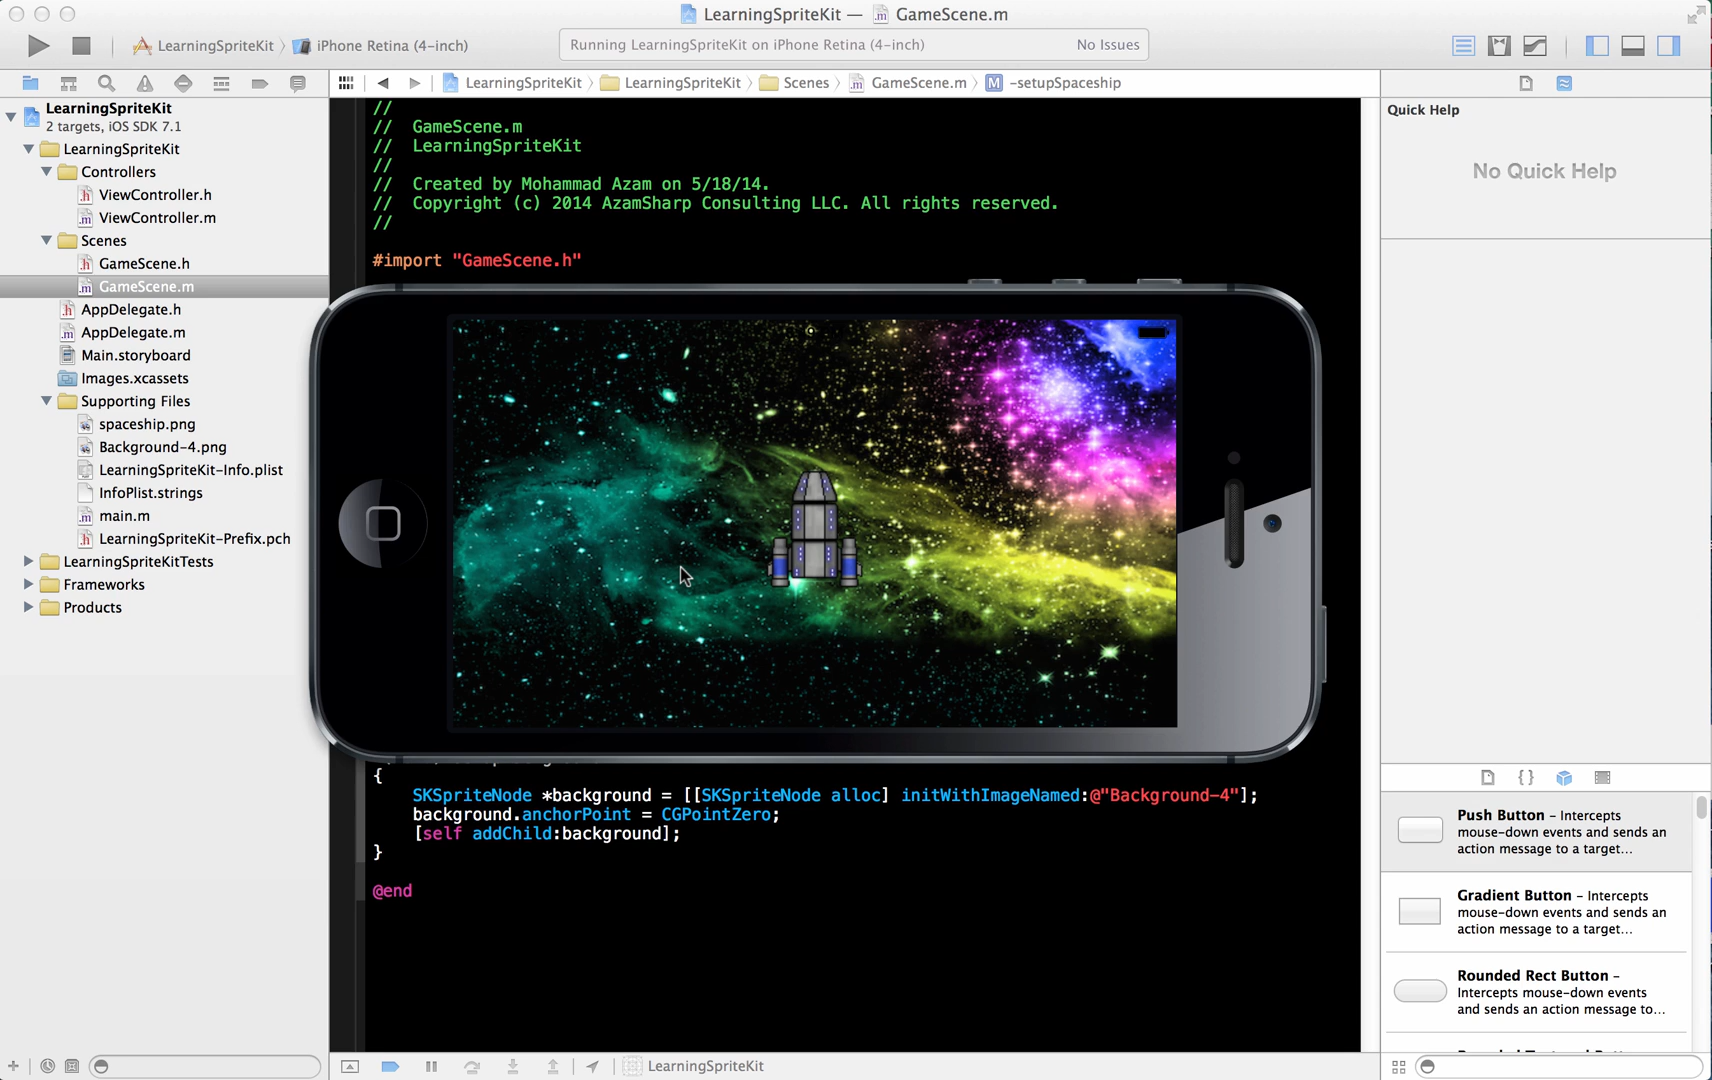 LearningSpriteKit — GameScene.m
LearningSpriteKit iPhone Retina (4-inch)
Running LearningSpriteKit on iPhone Retina (4-inch) No Issues
LearningSpriteKit LearningSpriteKit Scenes GameScene.m M -setupSpaceship
LearningSpriteKit
2 targets, iOS SDK 7.1
LearningSpriteKit
Controllers
h ViewController.h
m ViewController.m
Scenes
h GameScene.h
m GameScene.m
h AppDelegate.h
m AppDelegate.m
Main.storyboard
Images.xcassets
Supporting Files
spaceship.png
Background-4.png
LearningSpriteKit-Info.plist
InfoPlist.strings
m main.m
h LearningSpriteKit-Prefix.pch
LearningSpriteKitTests
Frameworks
Products
//
// GameScene.m
// LearningSpriteKit
//
// Created by Mohammad Azam on 5/18/14.
// Copyright (c) 2014 AzamSharp Consulting LLC. All rights reserved.
//
#import "GameScene.h"
{
SKSpriteNode *background = [[SKSpriteNode alloc] initWithImageNamed:@"Background-4"];
background.anchorPoint = CGPointZero;
[self addChild:background];
}
@end
LearningSpriteKit
Quick Help
No Quick Help
{ }
Push Button – Intercepts
mouse-down events and sends an
action message to a target...
Gradient Button – Intercepts
mouse-down events and sends an
action message to a target...
Rounded Rect Button –
Intercepts mouse-down events
and sends an action message to...